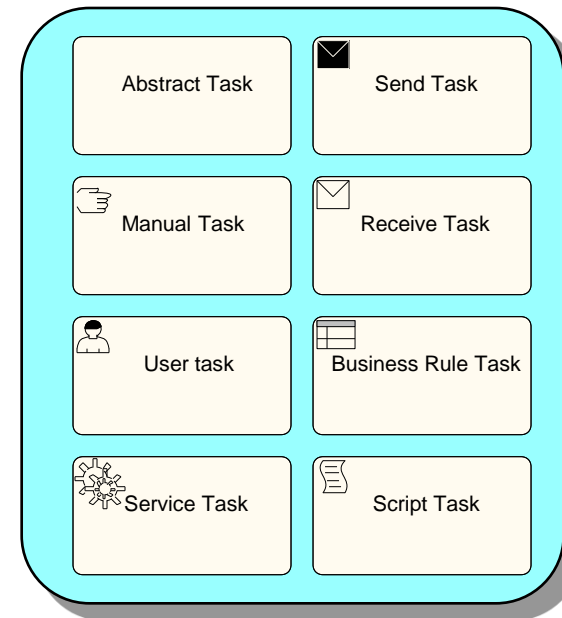 Abstract Task
Send Task
Manual Task
Receive Task
User task
Business Rule Task
Service Task
Script Task